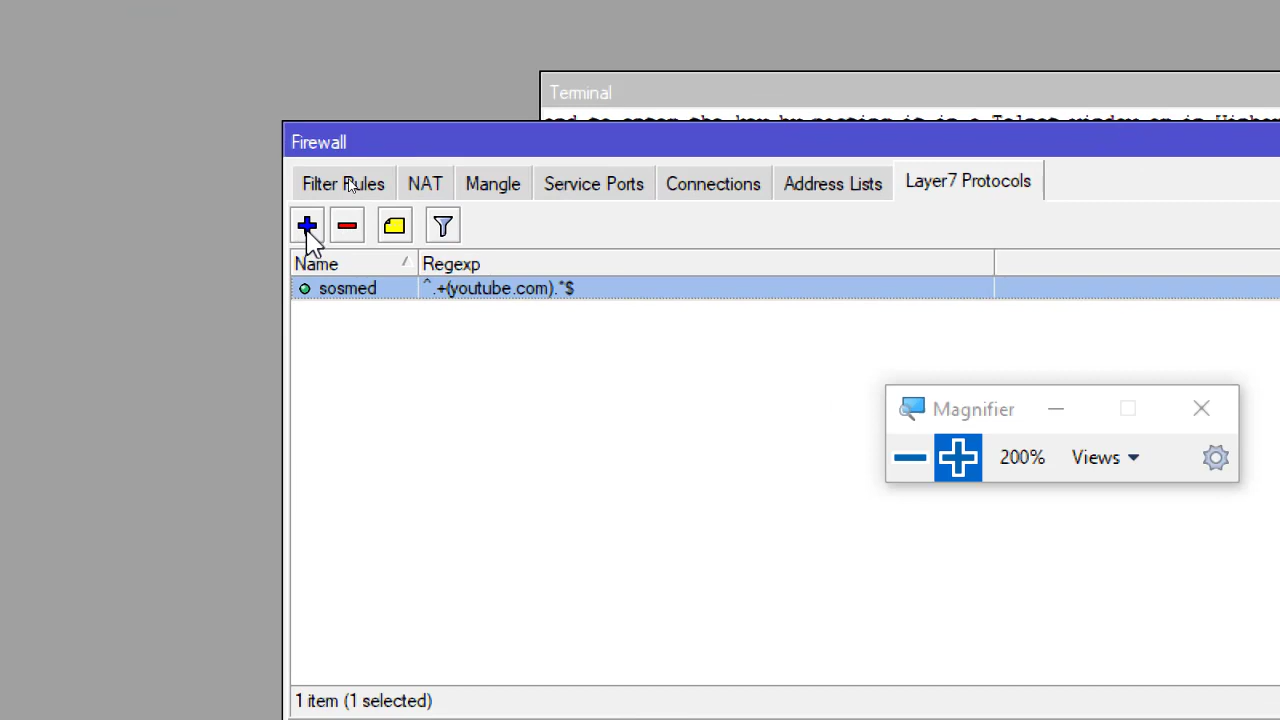 Terminal
Firewall
Filter Rules NAT Mangle Service Ports Connections Address Lists Layer7 Protocols
Name Regexp
sosmed ^.+(youtube.com).*$
Magnifier
200% Views
1 item (1 selected)